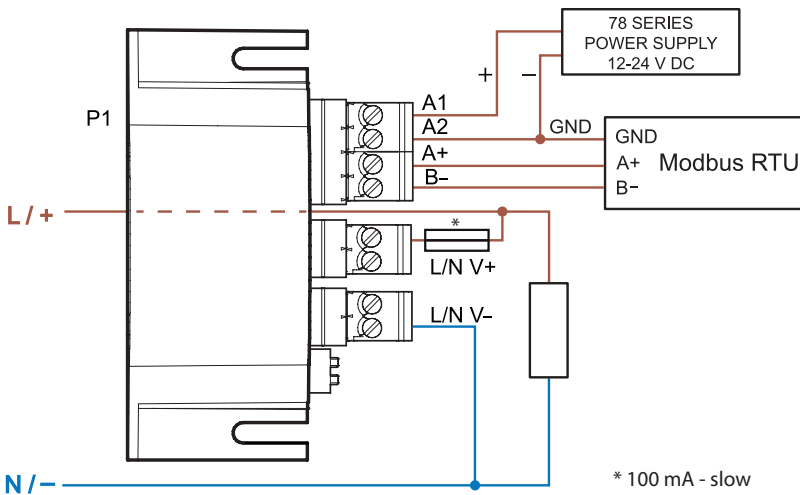 78 SERIES
POWER SUPPLY
12-24 V DC
+
–
P1
A1
A2
GND
A+
B–
GND
A+ Modbus RTU
B–
L / +
*
L/N V+
L/N V–
N / –
* 100 mA - slow